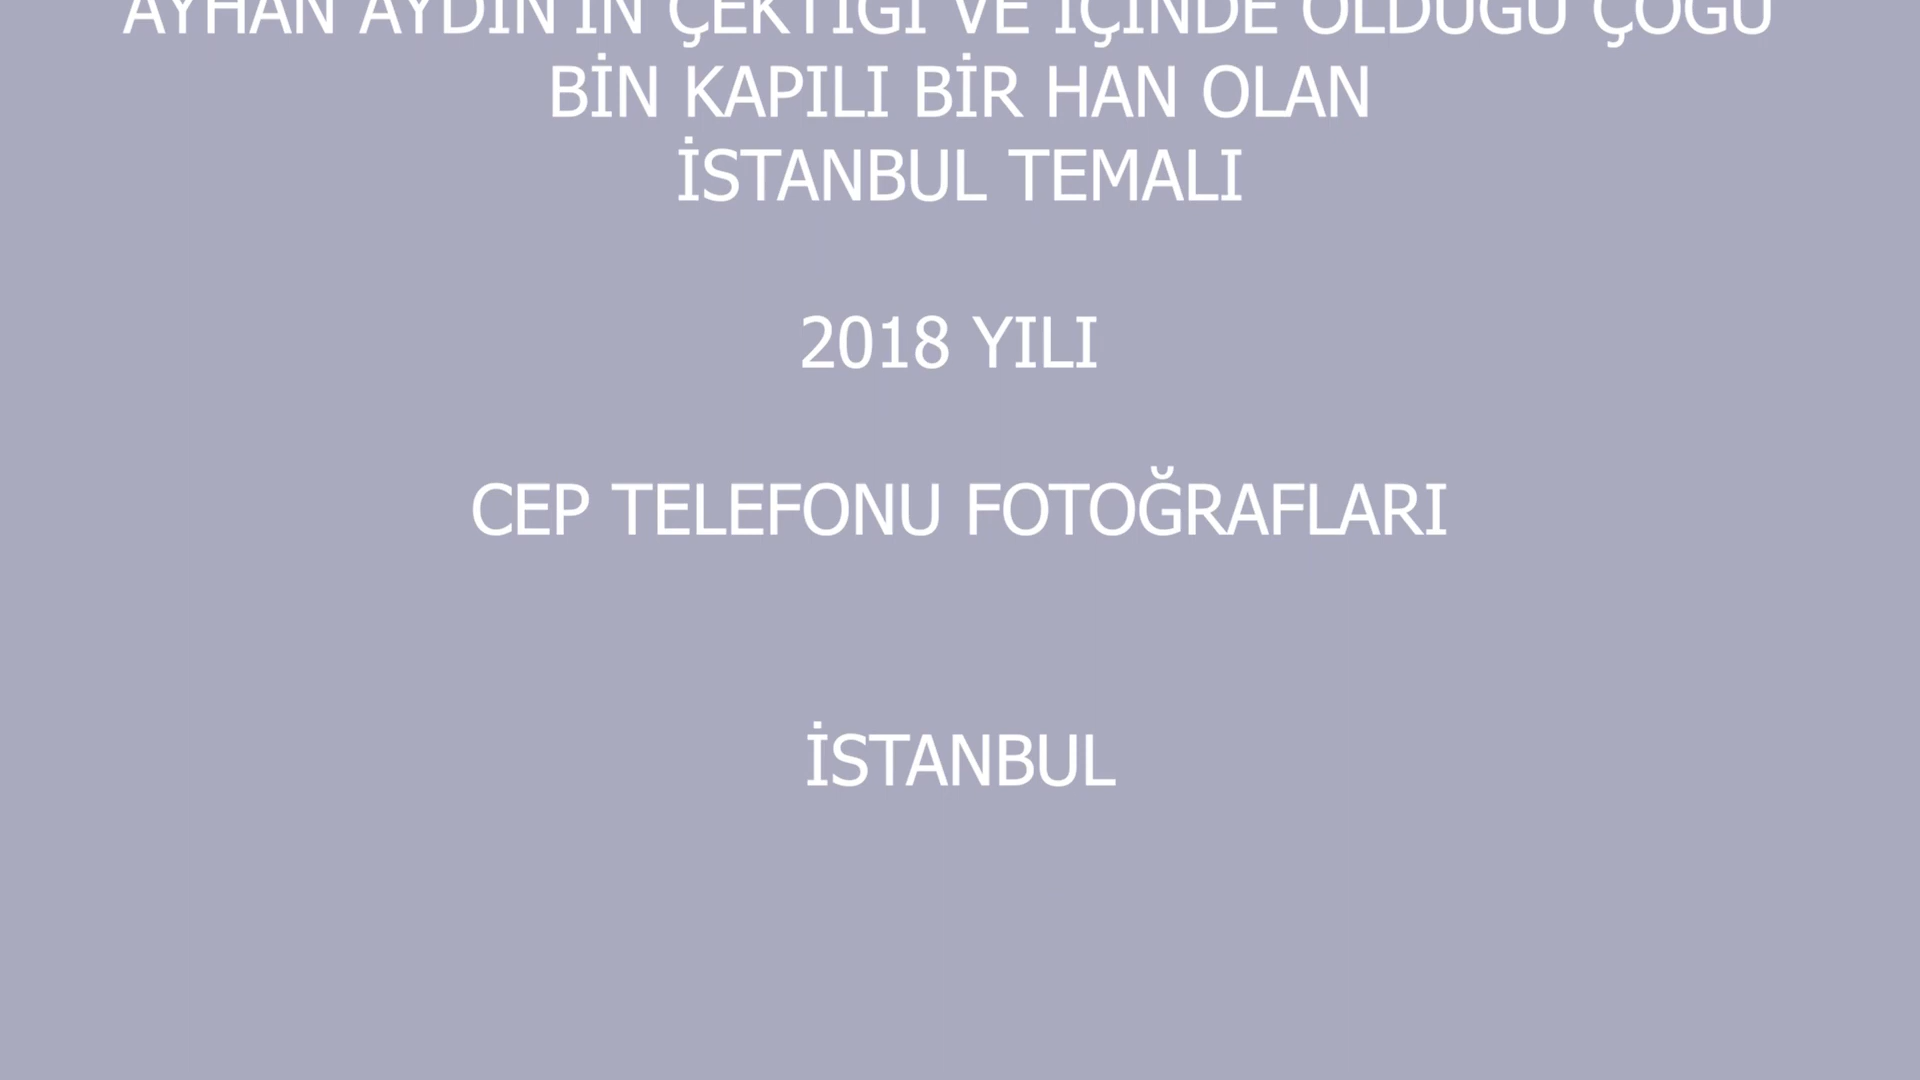 AYHAN AYDIN'IN ÇEKTİĞİ VE İÇİNDE OLDUĞU ÇOĞU
BİN KAPILI BİR HAN OLAN
İSTANBUL TEMALI
2018 YILI
CEP TELEFONU FOTOĞRAFLARI
İSTANBUL